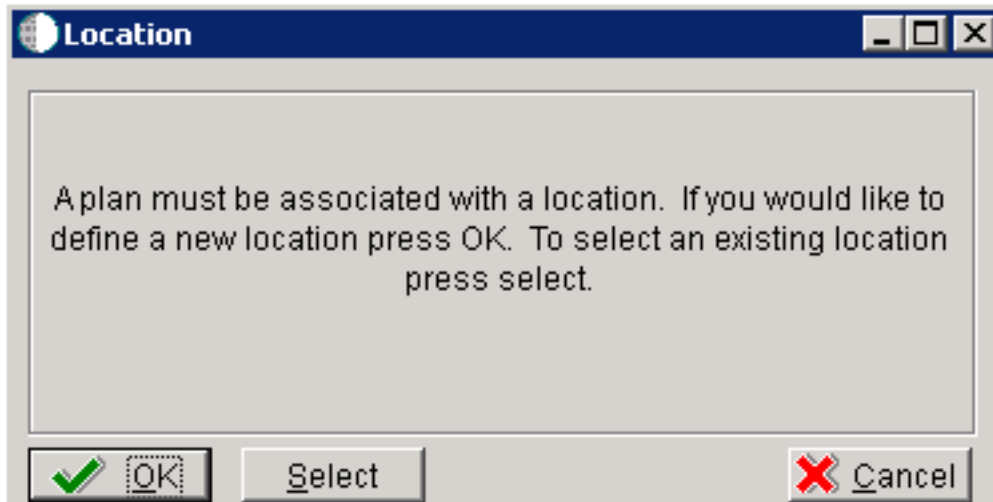 Location
A plan must be associated with a location.  If you would like to
define a new location press OK.  To select an existing location
press select.
OK Select Cancel